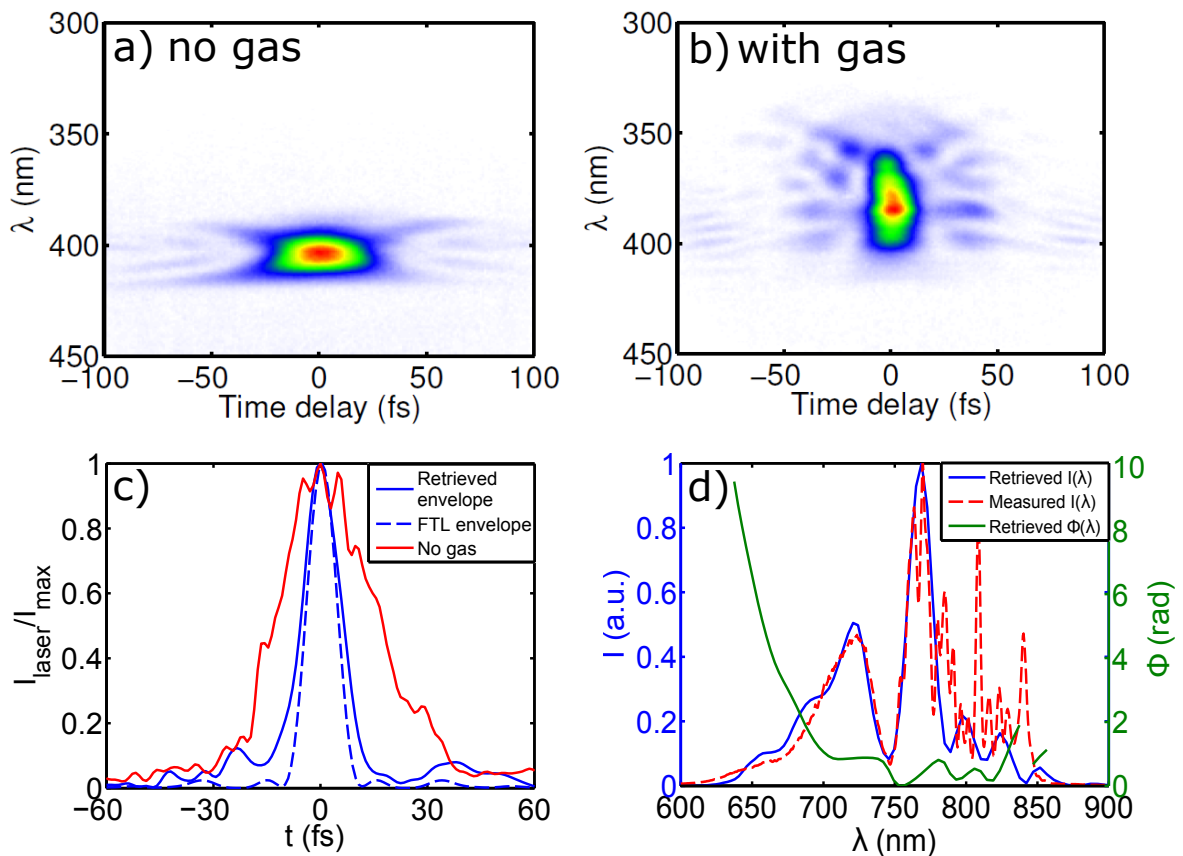 a) no gas
300
350
400
450
λ (nm)
−100
−50
0
50
100
Time delay (fs)
b) with gas
300
350
400
450
λ (nm)
−100
−50
0
50
100
Time delay (fs)
c)
1
0.8
0.6
0.4
0.2
0
I_laser/I_max
−60
−30
0
30
60
t (fs)
Retrieved
envelope
FTL envelope
No gas
d)
1
0.8
0.6
0.4
0.2
0
I (a.u.)
600
650
700
750
800
850
900
λ (nm)
10
8
6
4
2
0
Φ (rad)
Retrieved I(λ)
Measured I(λ)
Retrieved Φ(λ)